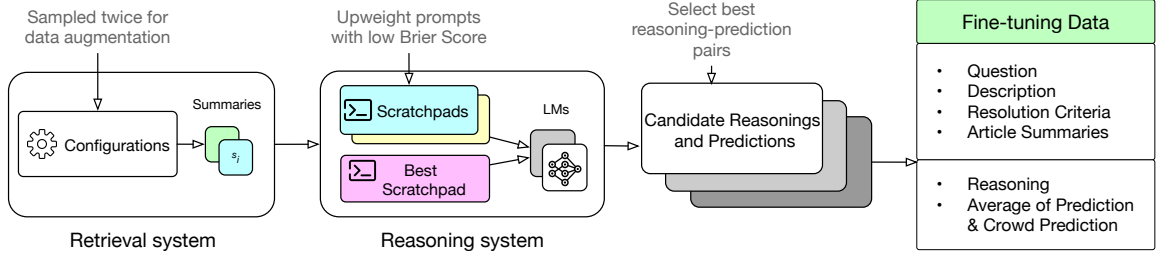 Sampled twice for
data augmentation
Configurations
Summaries
s_i
Retrieval system
Upweight prompts
with low Brier Score
Scratchpads
Best
Scratchpad
LMs
Reasoning system
Select best
reasoning-prediction
pairs
Candidate Reasonings
and Predictions
Fine-tuning Data
• Question
• Description
• Resolution Criteria
• Article Summaries
• Reasoning
• Average of Prediction
& Crowd Prediction